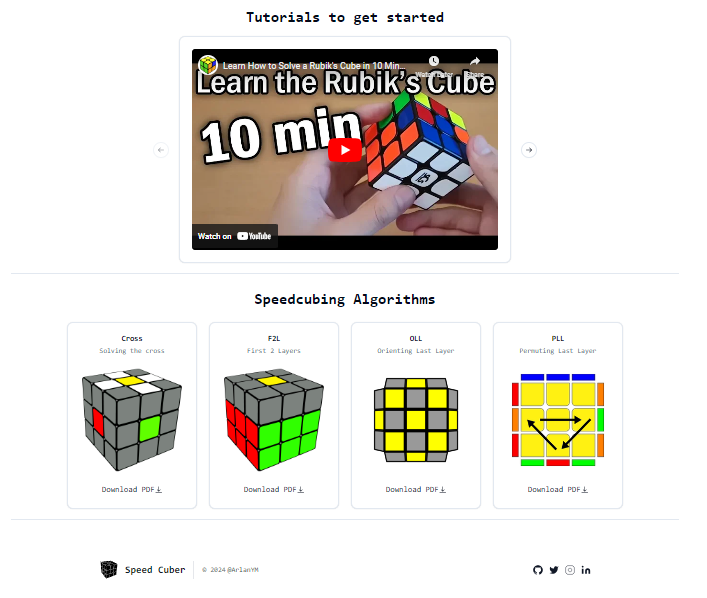 Tutorials to get started
Learn How to Solve a Rubik's Cube in 10 Min...
Watch later
Share
Learn the Rubik's Cube
10 min
Watch on YouTube
Speedcubing Algorithms
Cross
Solving the cross
Download PDF
F2L
First 2 Layers
Download PDF
OLL
Orienting Last Layer
Download PDF
PLL
Permuting Last Layer
Download PDF
Speed Cuber
© 2024 @ArlanYM